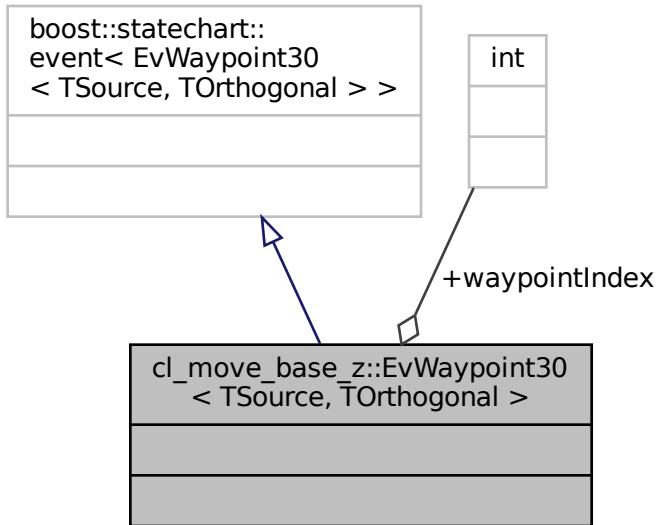 boost::statechart::
event< EvWaypoint30
< TSource, TOrthogonal > >
int
+waypointIndex
cl_move_base_z::EvWaypoint30
< TSource, TOrthogonal >